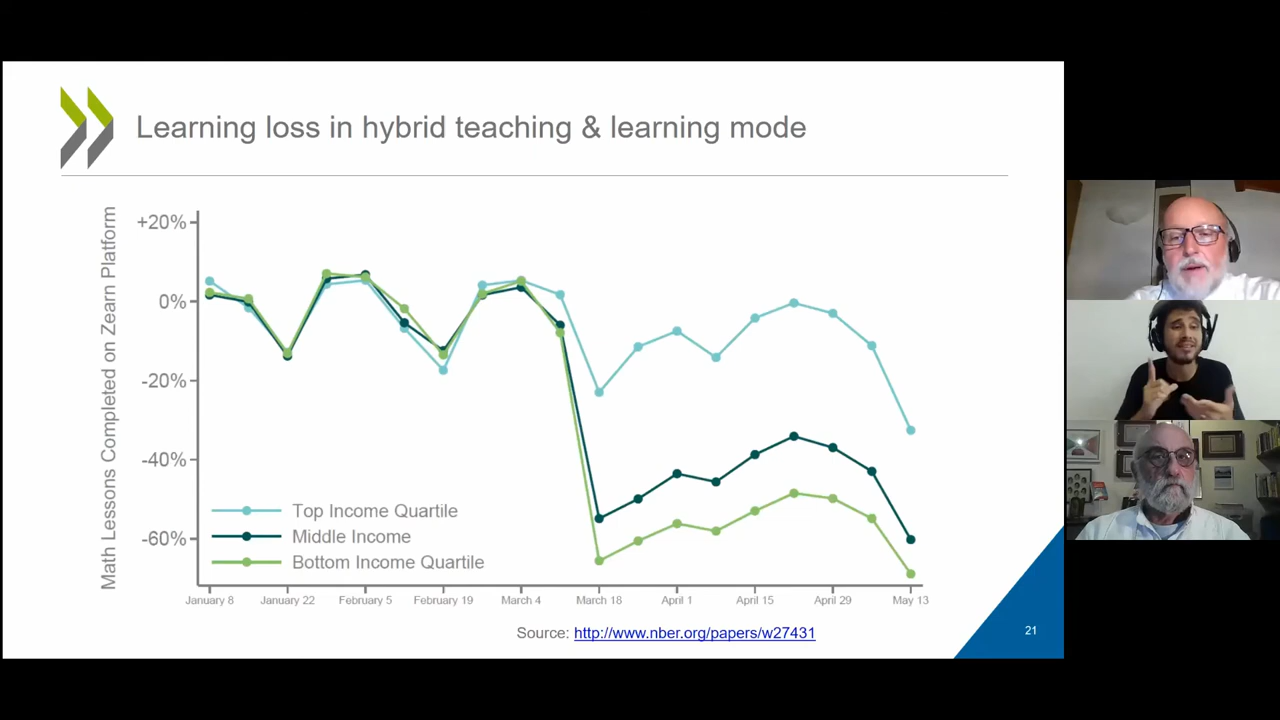 Learning loss in hybrid teaching & learning mode
Math Lessons Completed on Zearn Platform
+20%
0%
-20%
-40%
-60%
Top Income Quartile
Middle Income
Bottom Income Quartile
January 8 January 22 February 5 February 19 March 4 March 18 April 1 April 15 April 29 May 13
Source: http://www.nber.org/papers/w27431
21